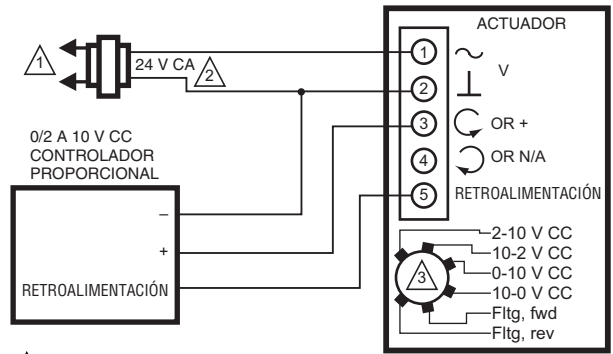 ACTUADOR
1
24 V CA
2
1
V
2
3
OR +
4
OR N/A
5
RETROALIMENTACIÓN
0/2 A 10 V CC
CONTROLADOR
PROPORCIONAL
–
+
RETROALIMENTACIÓN
3
2-10 V CC
10-2 V CC
0-10 V CC
10-0 V CC
Fltg, fwd
Fltg, rev